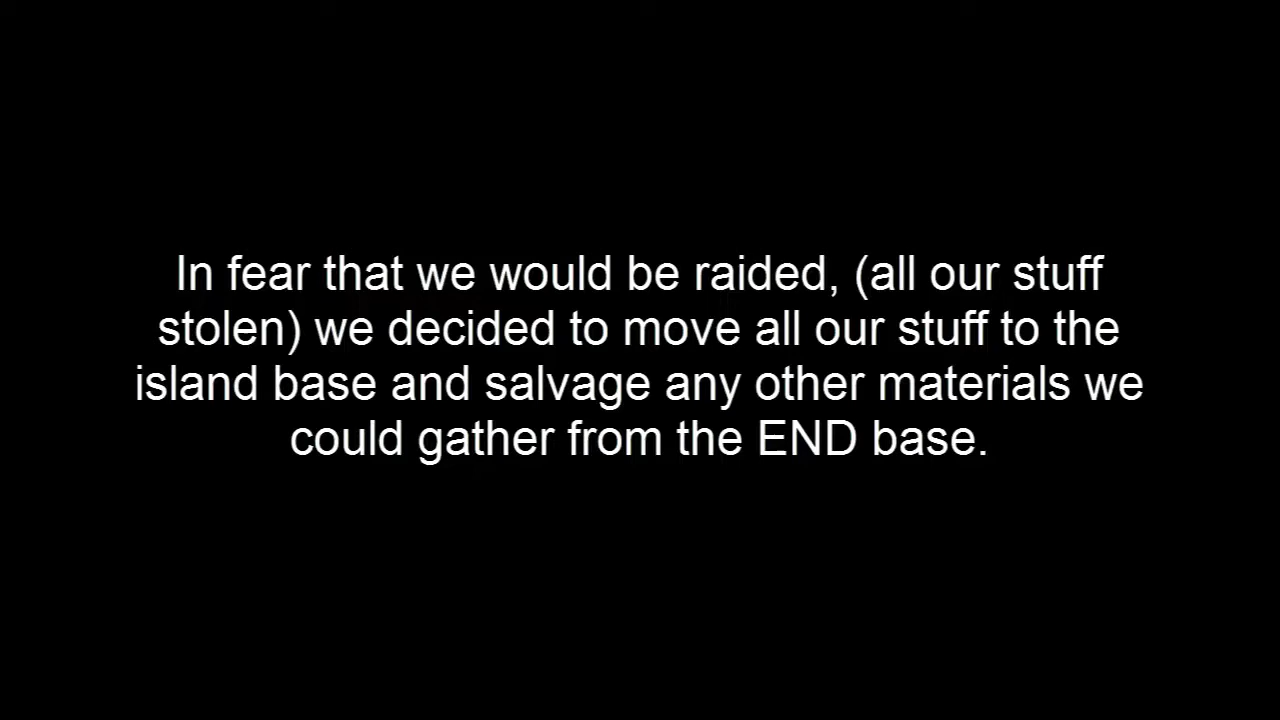 In fear that we would be raided, (all our stuff
stolen) we decided to move all our stuff to the
island base and salvage any other materials we
could gather from the END base.